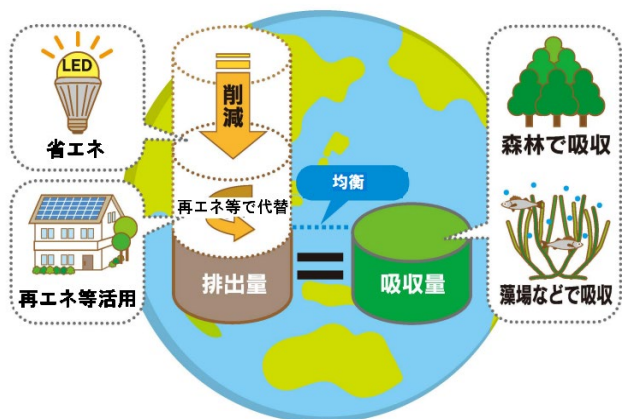 LED
省エネ
再エネ等活用
削減
再エネ等で代替
排出量
均衡
=
吸収量
森林で吸収
藻場などで吸収